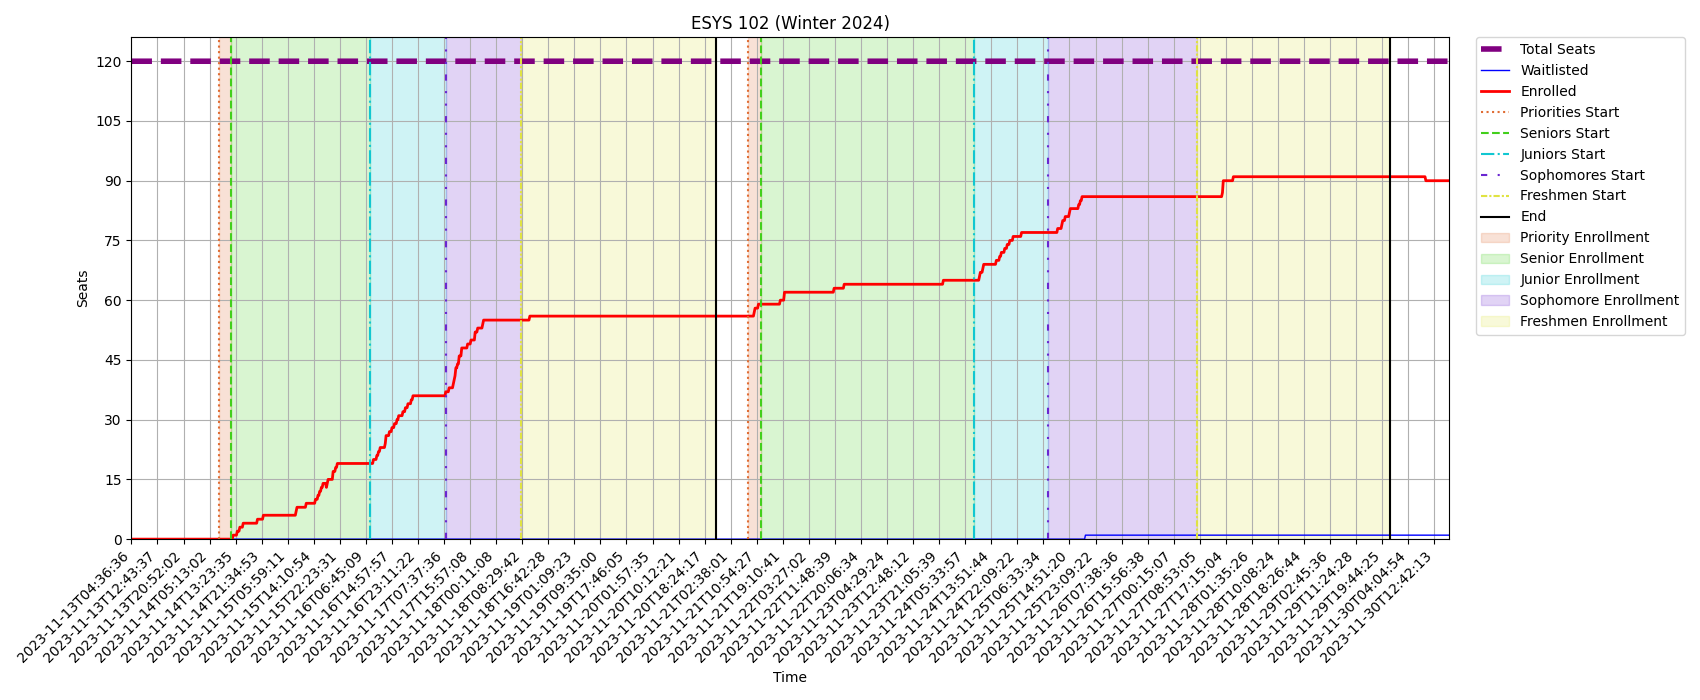 ESYS 102 (Winter 2024)
Seats
120
105
90
75
60
45
30
15
0
2023-11-13T04:36:36
2023-11-13T12:43:37
2023-11-13T20:52:02
2023-11-14T05:13:02
2023-11-14T13:23:35
2023-11-14T21:34:53
2023-11-15T05:59:11
2023-11-15T14:10:54
2023-11-15T22:23:31
2023-11-16T06:45:09
2023-11-16T14:57:57
2023-11-16T23:11:22
2023-11-17T07:37:36
2023-11-17T15:57:08
2023-11-18T00:11:08
2023-11-18T08:29:42
2023-11-18T16:42:28
2023-11-19T01:09:23
2023-11-19T09:35:00
2023-11-19T17:46:05
2023-11-20T01:57:35
2023-11-20T10:12:21
2023-11-20T18:24:17
2023-11-21T02:38:01
2023-11-21T10:54:27
2023-11-21T19:10:41
2023-11-22T03:27:02
2023-11-22T11:48:39
2023-11-22T20:06:34
2023-11-23T04:29:24
2023-11-23T12:48:12
2023-11-23T21:05:39
2023-11-24T05:33:57
2023-11-24T13:51:44
2023-11-24T22:09:22
2023-11-25T06:33:34
2023-11-25T14:51:20
2023-11-25T23:09:22
2023-11-26T07:38:36
2023-11-26T15:56:38
2023-11-27T00:15:07
2023-11-27T08:53:05
2023-11-27T17:15:04
2023-11-28T01:35:26
2023-11-28T10:08:24
2023-11-28T18:26:44
2023-11-29T02:45:36
2023-11-29T11:24:28
2023-11-29T19:44:25
2023-11-30T04:04:54
2023-11-30T12:42:13
Time
Total Seats
Waitlisted
Enrolled
Priorities Start
Seniors Start
Juniors Start
Sophomores Start
Freshmen Start
End
Priority Enrollment
Senior Enrollment
Junior Enrollment
Sophomore Enrollment
Freshmen Enrollment